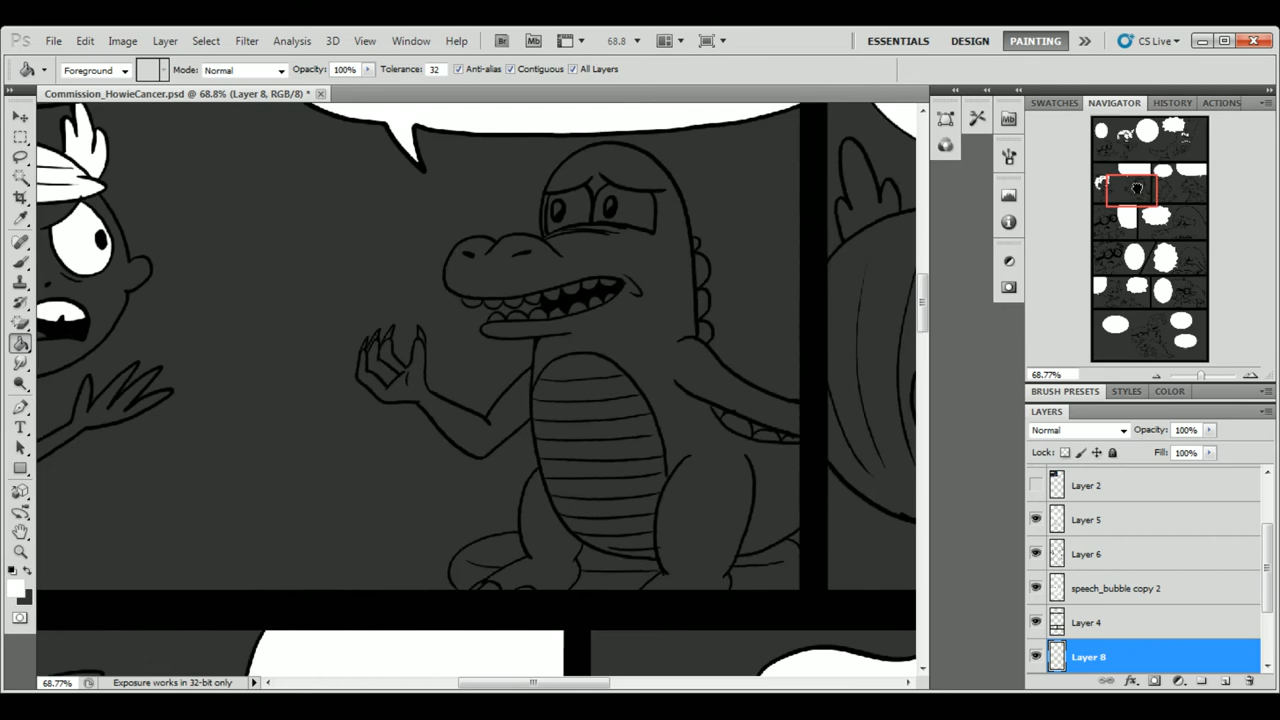 Ps File Edit Image Layer Select Filter Analysis 3D View Window Help Br Mb 68.8 ESSENTIALS DESIGN PAINTING CS Live
Foreground Mode: Normal Opacity: 100% Tolerance: 32 Anti-alias Contiguous All Layers
Commission_HowieCancer.psd @ 68.8% (Layer 8, RGB/8) *
SWATCHES NAVIGATOR HISTORY ACTIONS
Mb
68.77%
BRUSH PRESETS STYLES COLOR
LAYERS
Normal Opacity: 100%
Lock: Fill: 100%
Layer 2
Layer 5
Layer 6
speech_bubble copy 2
Layer 4
Layer 8
68.77% Exposure works in 32-bit only